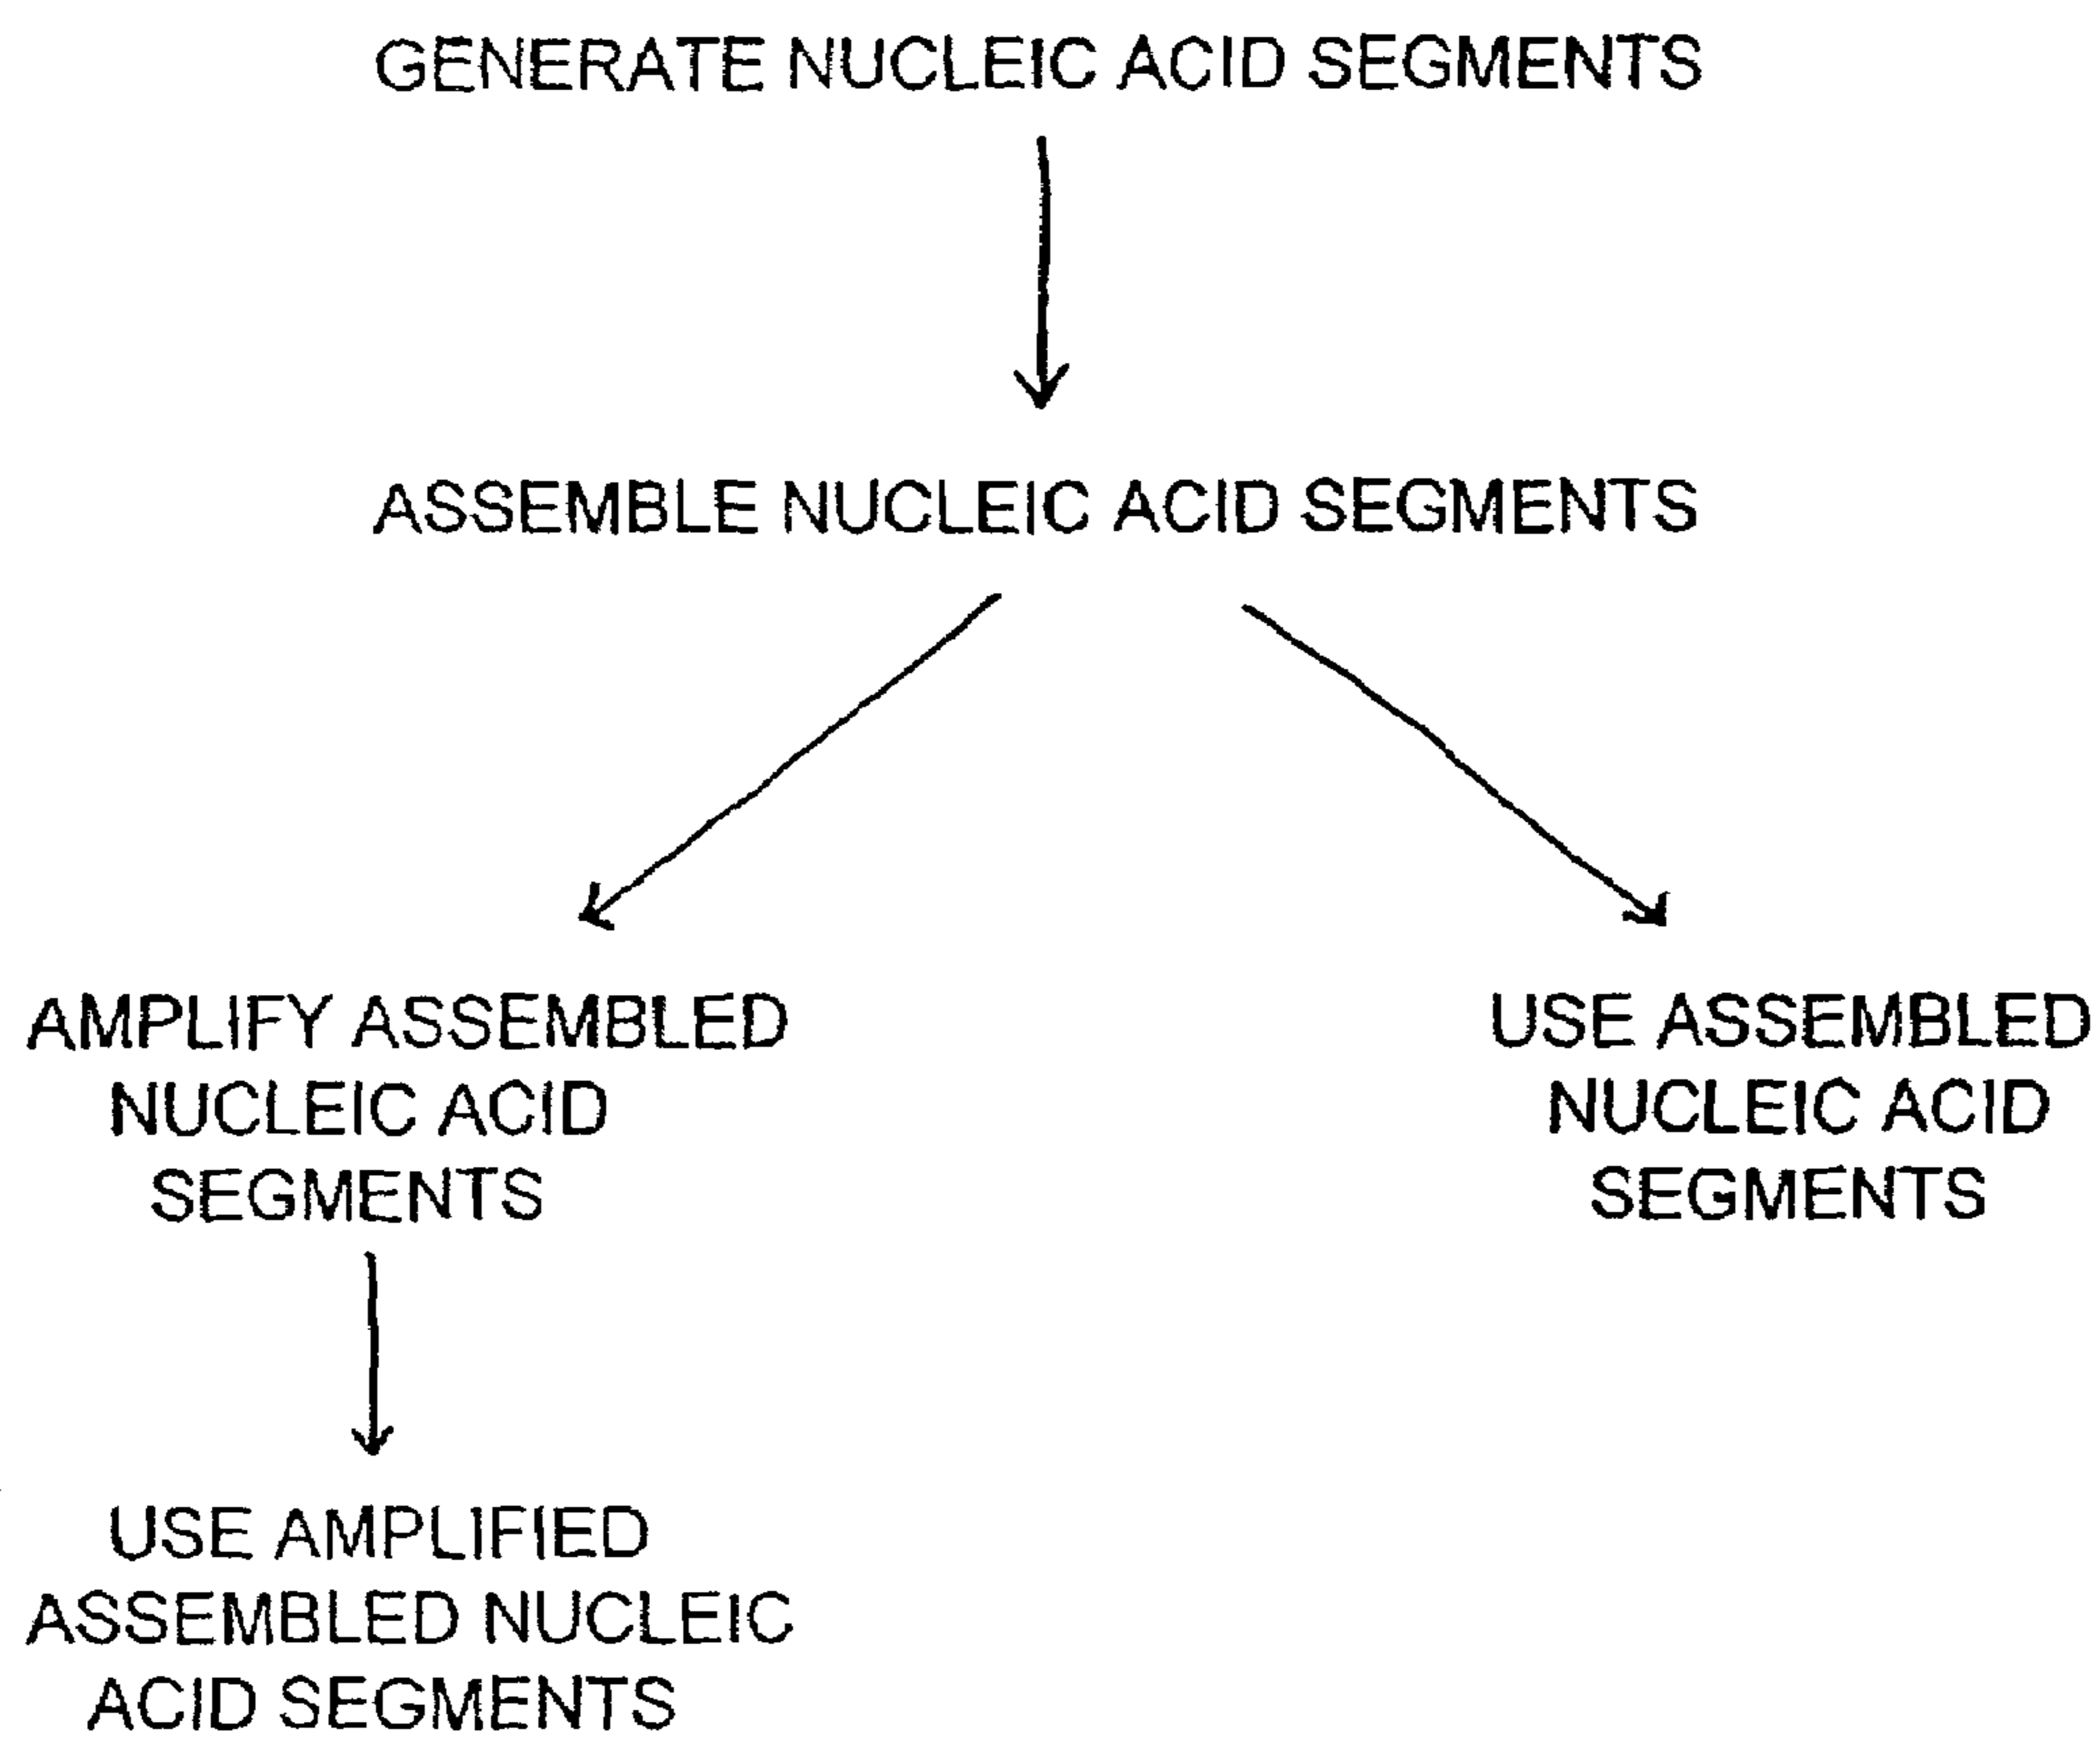 GENERATE NUCLEIC ACID SEGMENTS
ASSEMBLE NUCLEIC ACID SEGMENTS
AMPLIFY ASSEMBLED
NUCLEIC ACID
SEGMENTS
USE ASSEMBLED
NUCLEIC ACID
SEGMENTS
USE AMPLIFIED
ASSEMBLED NUCLEIC
ACID SEGMENTS